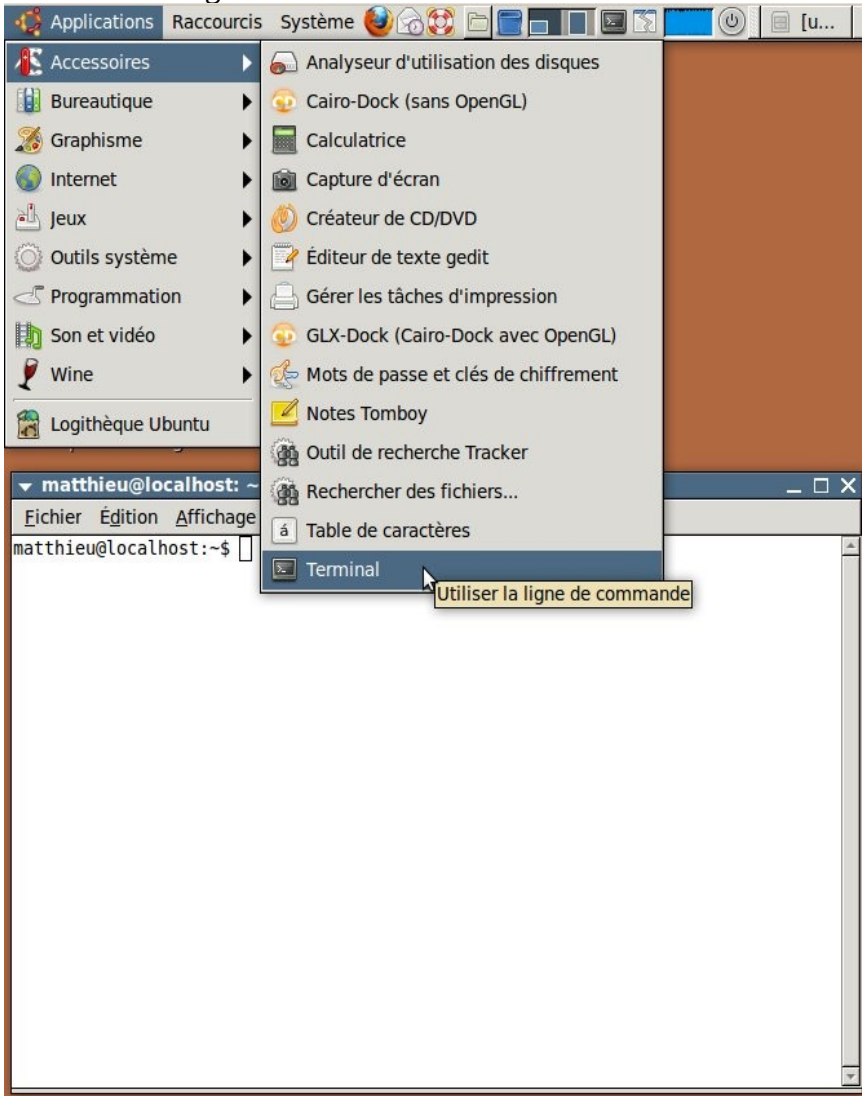 Applications Raccourcis Système [u...
Accessoires
Bureautique
Graphisme
Internet
Jeux
Outils système
Programmation
Son et vidéo
Wine
Logithèque Ubuntu
Analyseur d'utilisation des disques
Cairo-Dock (sans OpenGL)
Calculatrice
Capture d'écran
Créateur de CD/DVD
Éditeur de texte gedit
Gérer les tâches d'impression
GLX-Dock (Cairo-Dock avec OpenGL)
Mots de passe et clés de chiffrement
Notes Tomboy
Outil de recherche Tracker
Rechercher des fichiers...
Table de caractères
Terminal
Utiliser la ligne de commande
matthieu@localhost: ~
Fichier Édition Affichage
matthieu@localhost:~$